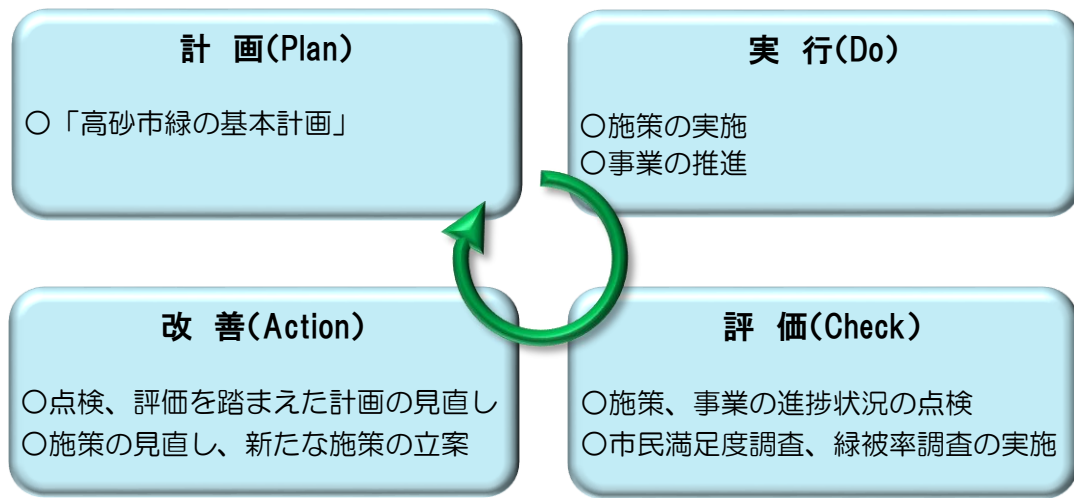 計 画(Plan)
○「高砂市緑の基本計画」
実 行(Do)
○施策の実施
○事業の推進
改 善(Action)
○点検、評価を踏まえた計画の見直し
○施策の見直し、新たな施策の立案
評 価(Check)
○施策、事業の進捗状況の点検
○市民満足度調査、緑被率調査の実施